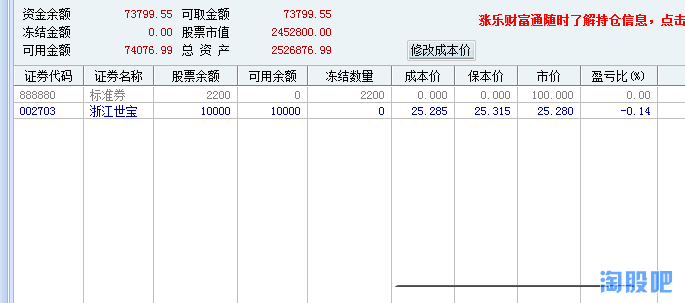 资金余额 73799.55 可取金额 73799.55
涨乐财富通随时了解持仓信息，点击
冻结金额 0.00 股票市值 2452800.00
可用金额 74076.99 总 资 产 2526876.99
修改成本价
证券代码 证券名称 股票余额 可用余额 冻结数量 成本价 保本价 市价 盈亏比(%)
888880 标准券 2200 0 2200 0.000 0.000 100.000 0.00
002703 浙江世宝 10000 10000 0 25.285 25.315 25.280 -0.14
淘股吧